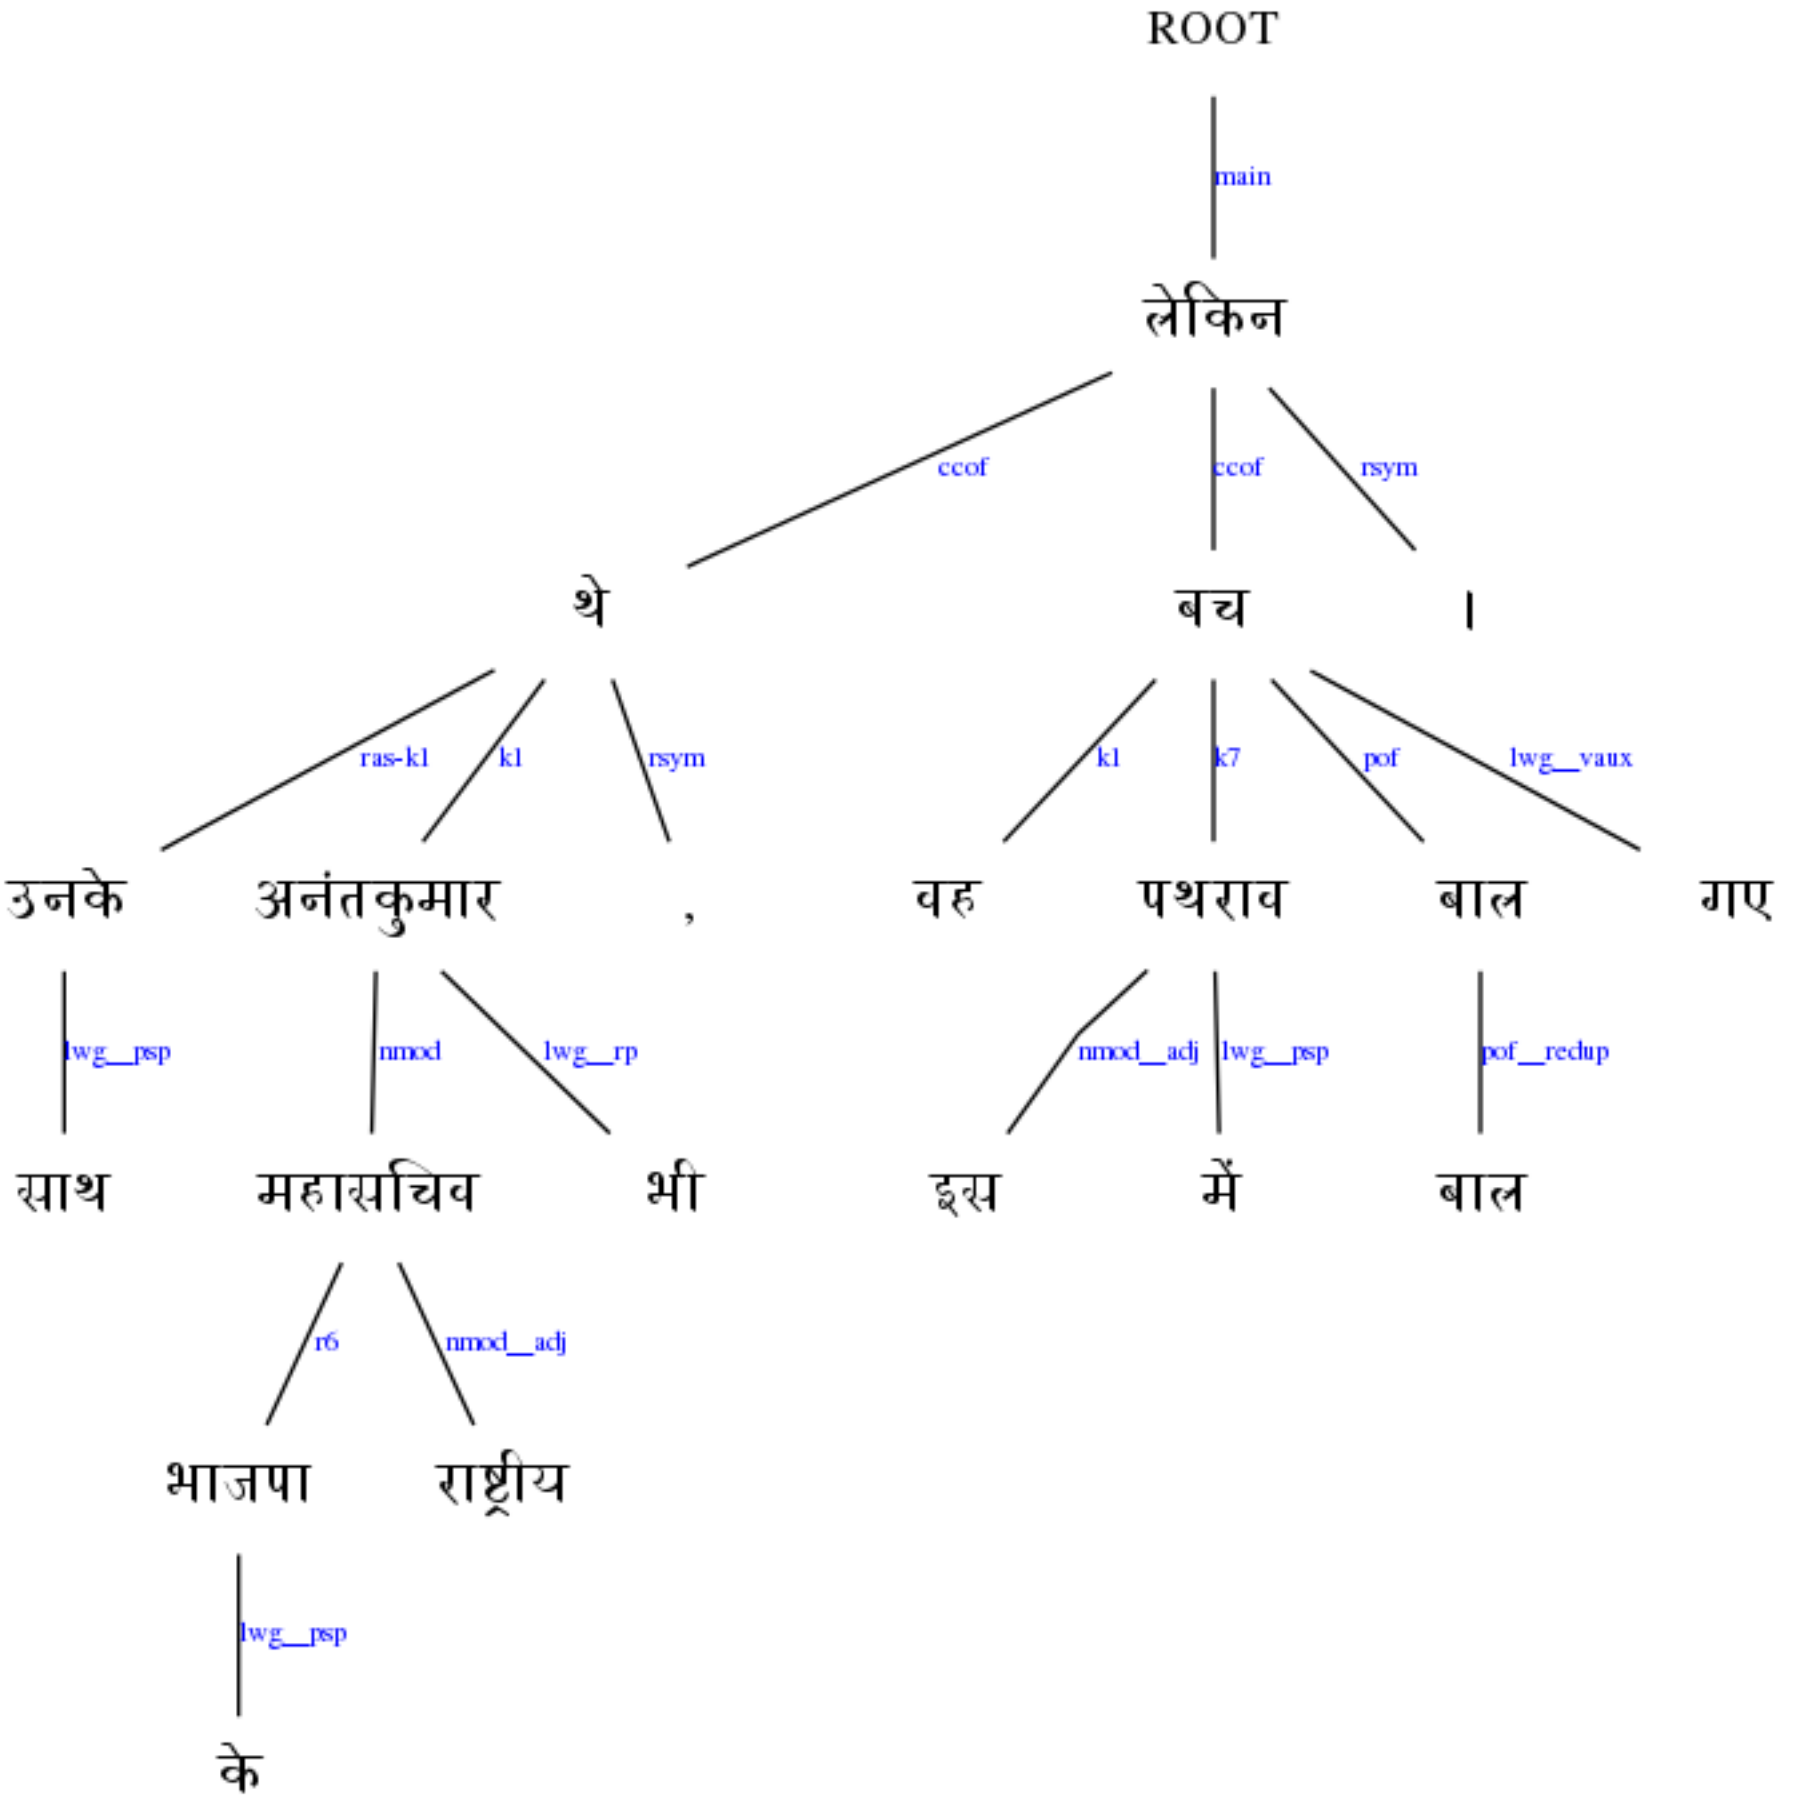 ROOT
main
लेकिन
ccof ccof rsym
थे बच ।
ras-k1 k1 rsym k1 k7 pof lwg__vaux
उनके अनंतकुमार , वह पथराव बाल गए
lwg__psp nmod lwg__rp nmod__adj lwg__psp pof__redup
साथ महासचिव भी इस में बाल
r6 nmod__adj
भाजपा राष्ट्रीय
lwg__psp
के